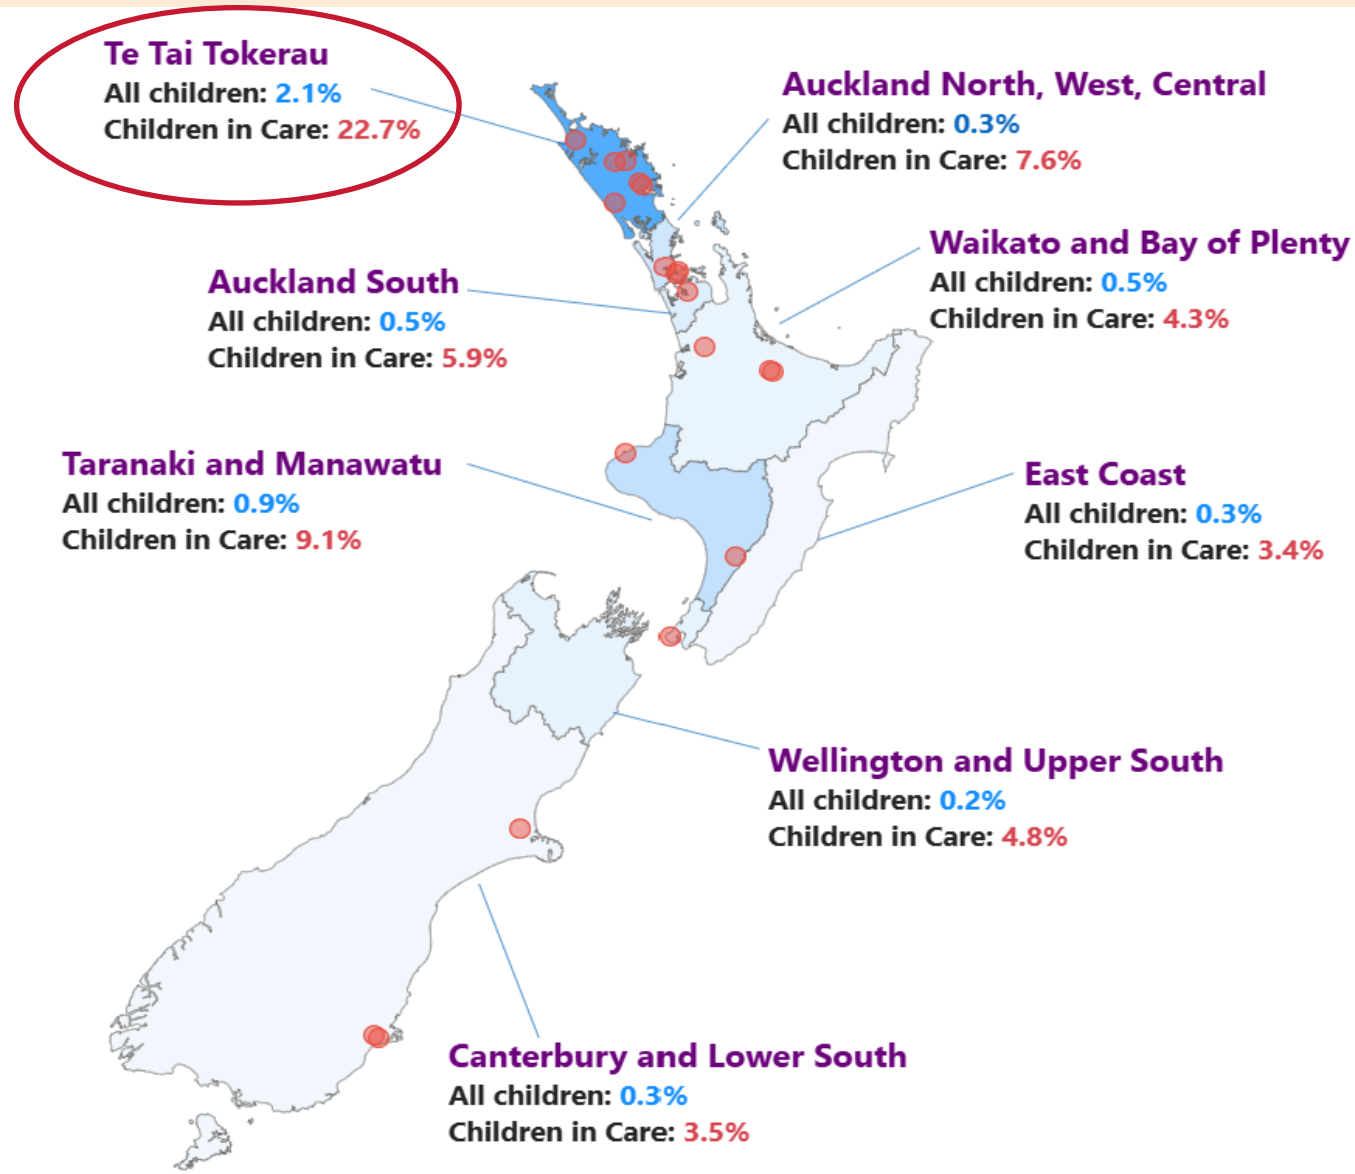 Te Tai Tokerau
All children: 2.1%
Children in Care: 22.7%
Auckland North, West, Central
All children: 0.3%
Children in Care: 7.6%
Waikato and Bay of Plenty
All children: 0.5%
Children in Care: 4.3%
Auckland South
All children: 0.5%
Children in Care: 5.9%
Taranaki and Manawatu
All children: 0.9%
Children in Care: 9.1%
East Coast
All children: 0.3%
Children in Care: 3.4%
Wellington and Upper South
All children: 0.2%
Children in Care: 4.8%
Canterbury and Lower South
All children: 0.3%
Children in Care: 3.5%